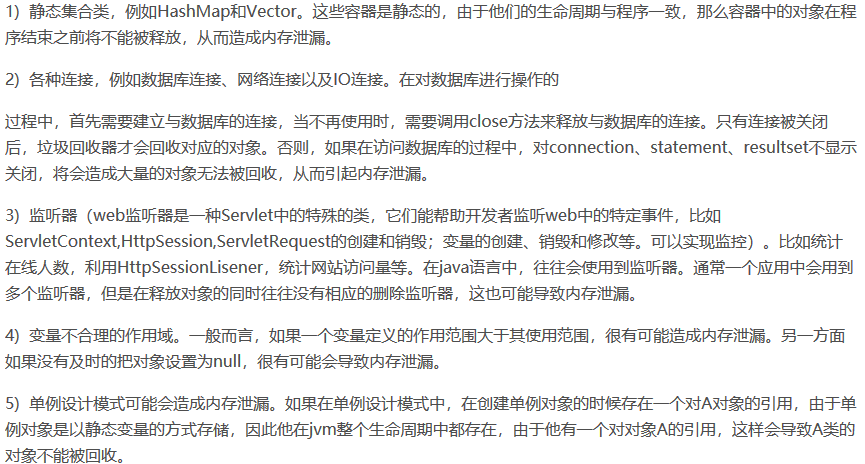 1）静态集合类，例如HashMap和Vector。这些容器是静态的，由于他们的生命周期与程序一致，那么容器中的对象在程
序结束之前将不能被释放，从而造成内存泄漏。
2）各种连接，例如数据库连接、网络连接以及IO连接。在对数据库进行操作的
过程中，首先需要建立与数据库的连接，当不再使用时，需要调用close方法来释放与数据库的连接。只有连接被关闭
后，垃圾回收器才会回收对应的对象。否则，如果在访问数据库的过程中，对connection、statement、resultset不显示
关闭，将会造成大量的对象无法被回收，从而引起内存泄漏。
3）监听器（web监听器是一种Servlet中的特殊的类，它们能帮助开发者监听web中的特定事件，比如
ServletContext,HttpSession,ServletRequest的创建和销毁；变量的创建、销毁和修改等。可以实现监控）。比如统计
在线人数，利用HttpSessionLisener，统计网站访问量等。在java语言中，往往会使用到监听器。通常一个应用中会用到
多个监听器，但是在释放对象的同时往往没有相应的删除监听器，这也可能导致内存泄漏。
4）变量不合理的作用域。一般而言，如果一个变量定义的作用范围大于其使用范围，很有可能造成内存泄漏。另一方面
如果没有及时的把对象设置为null，很有可能会导致内存泄漏。
5）单例设计模式可能会造成内存泄漏。如果在单例设计模式中，在创建单例对象的时候存在一个对A对象的引用，由于单
例对象是以静态变量的方式存储，因此他在jvm整个生命周期中都存在，由于他有一个对对象A的引用，这样会导致A类的
对象不能被回收。